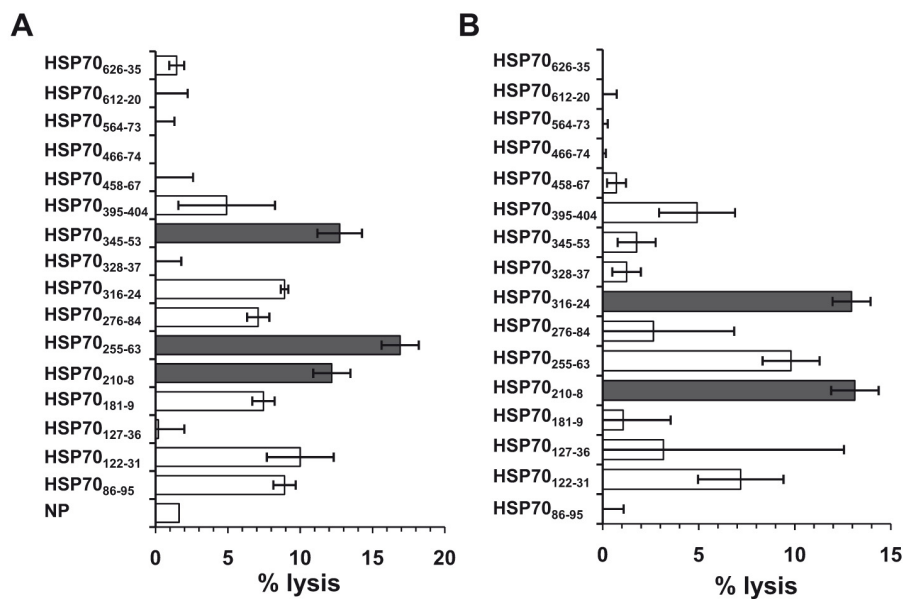 A
HSP70626-35
HSP70612-20
HSP70564-73
HSP70466-74
HSP70458-67
HSP70395-404
HSP70345-53
HSP70328-37
HSP70316-24
HSP70276-84
HSP70255-63
HSP70210-8
HSP70181-9
HSP70127-36
HSP70122-31
HSP7086-95
NP
0 5 10 15 20
% lysis
B
HSP70626-35
HSP70612-20
HSP70564-73
HSP70466-74
HSP70458-67
HSP70395-404
HSP70345-53
HSP70328-37
HSP70316-24
HSP70276-84
HSP70255-63
HSP70210-8
HSP70181-9
HSP70127-36
HSP70122-31
HSP7086-95
0 5 10 15
% lysis